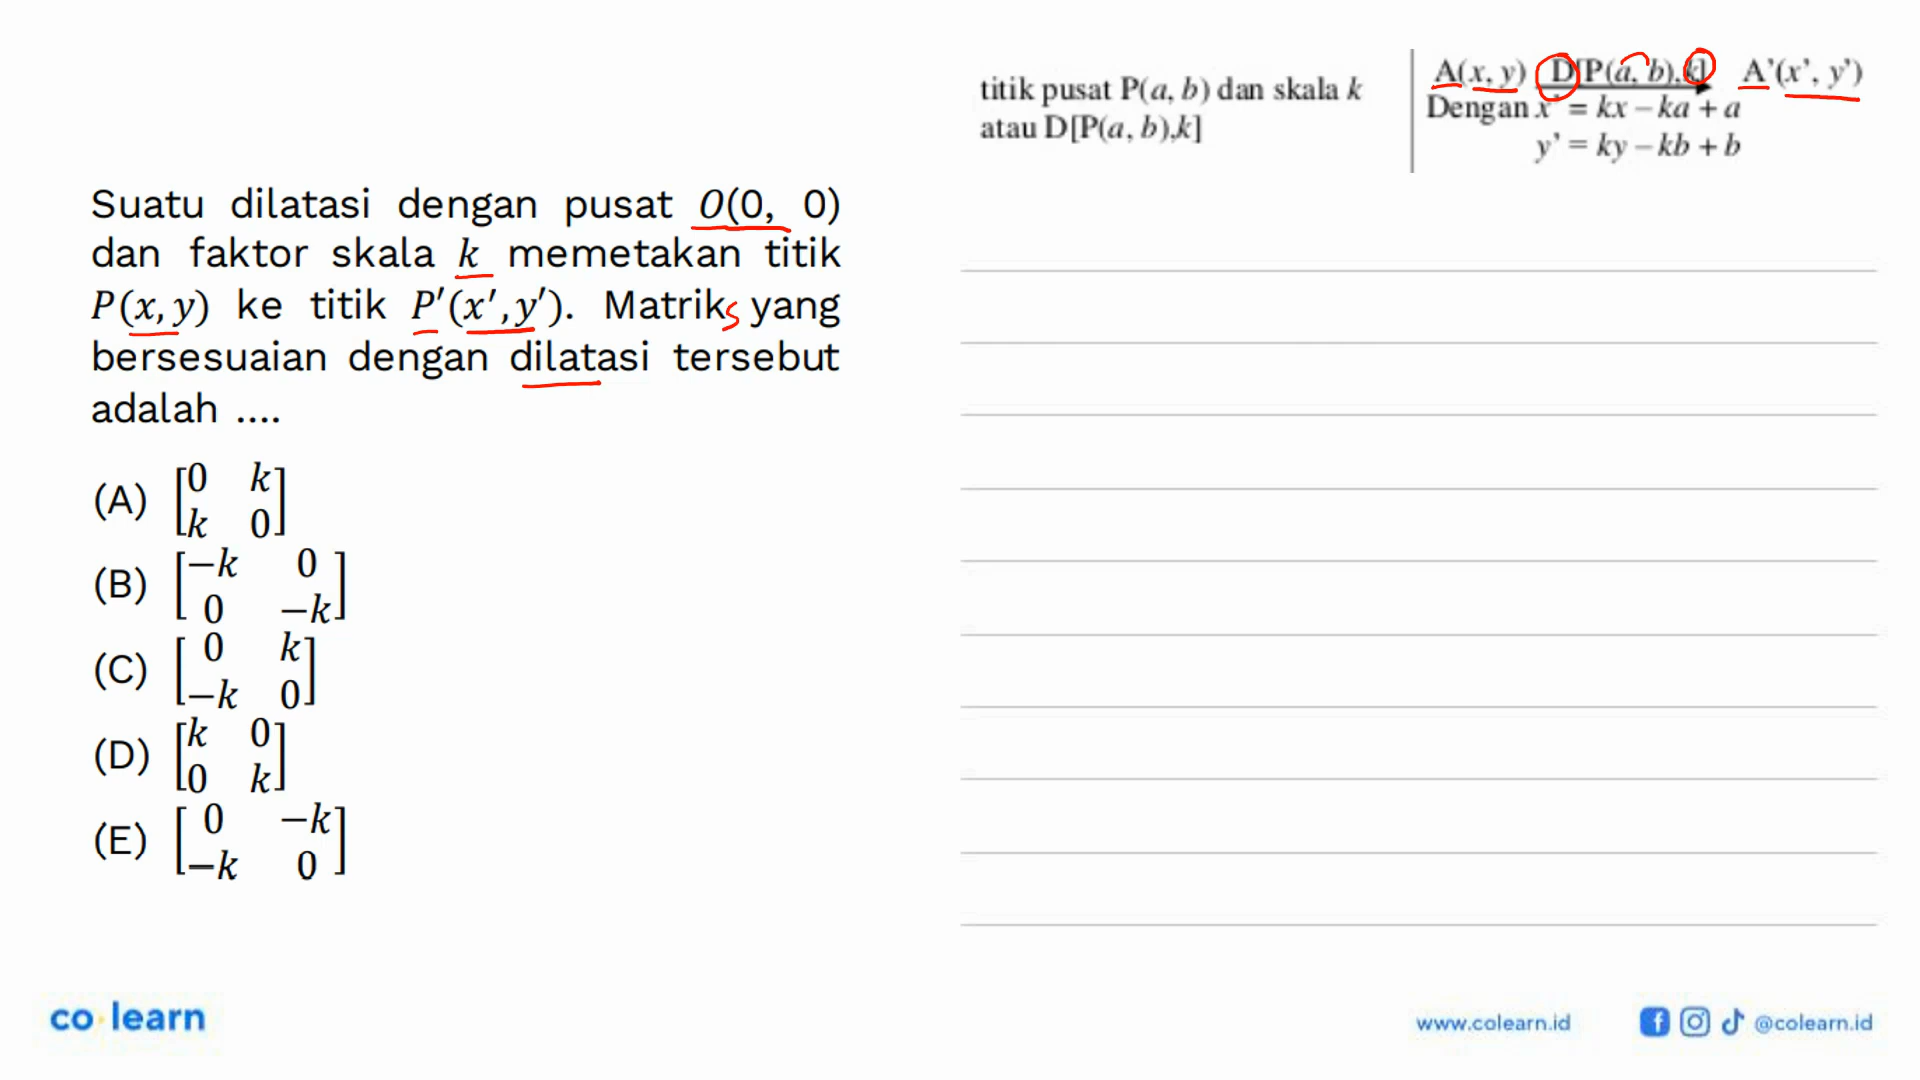 titik pusat P(a, b) dan skala k
atau D[P(a, b),k]
A(x, y) D[P(a, b),k] A’(x’, y’)
Dengan x’ = kx – ka + a
y’ = ky – kb + b
Suatu dilatasi dengan pusat O(0, 0)
dan faktor skala k memetakan titik
P(x, y) ke titik P′(x′, y′). Matriks yang
bersesuaian dengan dilatasi tersebut
adalah ....
(A) [0 k
k 0]
(B) [−k 0
0 −k]
(C) [0 k
−k 0]
(D) [k 0
0 k]
(E) [0 −k
−k 0]
co learn
www.colearn.id @colearn.id